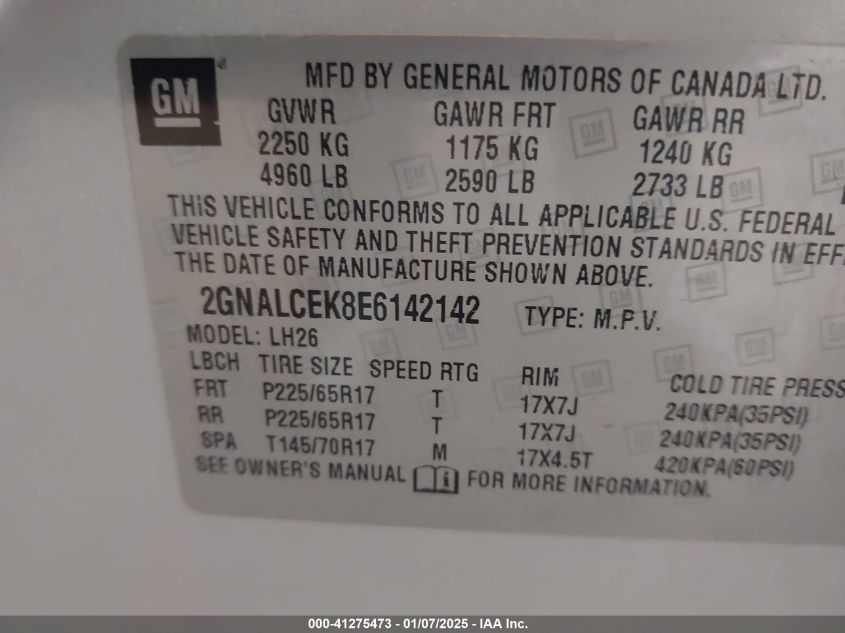 GM
MFD BY GENERAL MOTORS OF CANADA LTD.
GVWR GAWR FRT GAWR RR
2250 KG 1175 KG 1240 KG
4960 LB 2590 LB 2733 LB
THIS VEHICLE CONFORMS TO ALL APPLICABLE U.S. FEDERAL
VEHICLE SAFETY AND THEFT PREVENTION STANDARDS IN EFF
THE DATE OF MANUFACTURE SHOWN ABOVE.
2GNALCEK8E6142142 TYPE: M.P.V.
MODEL: LH26
LBCH TIRE SIZE SPEED RTG RIM COLD TIRE PRESS
FRT P225/65R17 T 17X7J 240KPA(35PSI)
RR P225/65R17 T 17X7J 240KPA(35PSI)
SPA T145/70R17 M 17X4.5T 420KPA(60PSI)
SEE OWNER'S MANUAL i FOR MORE INFORMATION.
000-41275473 - 01/07/2025 - IAA Inc.